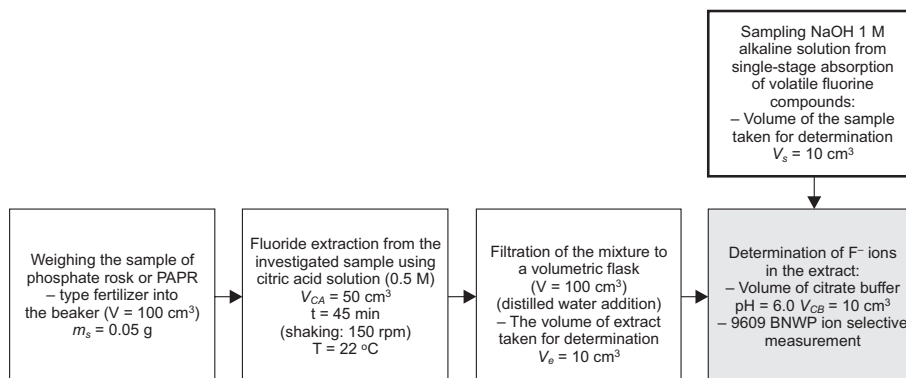 Sampling NaOH 1 M
alkaline solution from
single-stage absorption
of volatile fluorine
compounds:
– Volume of the sample
taken for determination
Vs = 10 cm³
Weighing the sample of
phosphate rosk or PAPR
– type fertilizer into
the beaker (V = 100 cm³)
ms = 0.05 g
Fluoride extraction from the
investigated sample using
citric acid solution (0.5 M)
VCA = 50 cm³
t = 45 min
(shaking: 150 rpm)
T = 22 °C
Filtration of the mixture to
a volumetric flask
(V = 100 cm³)
(distilled water addition)
– The volume of extract
taken for determination
Ve = 10 cm³
Determination of F⁻ ions
in the extract:
– Volume of citrate buffer
pH = 6.0 VCB = 10 cm³
– 9609 BNWP ion selective
measurement